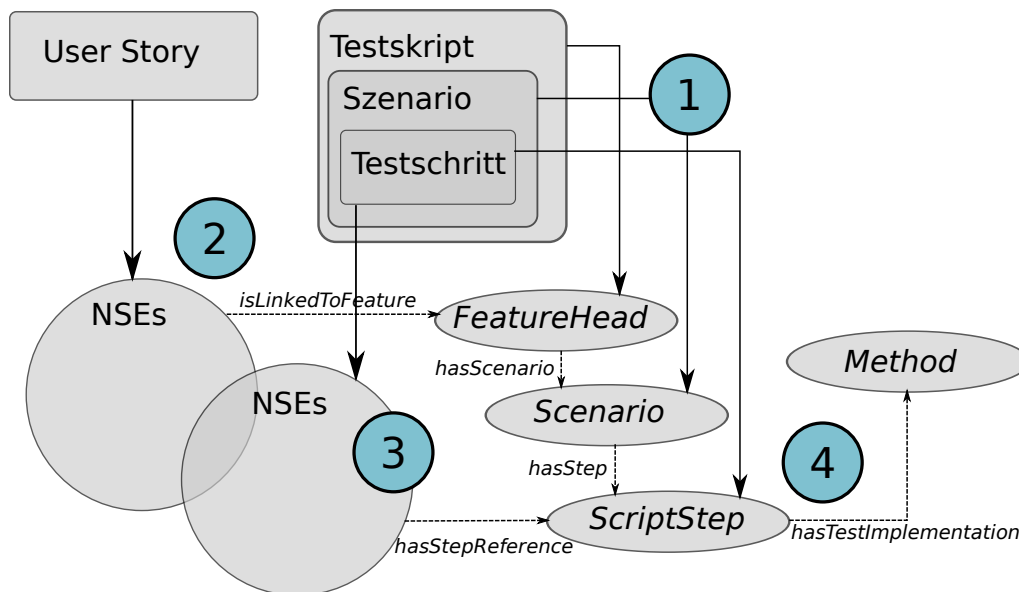 User Story
Testskript
Szenario
Testschritt
1
2
NSEs
isLinkedToFeature
FeatureHead
hasScenario
Method
NSEs
Scenario
3
hasStep
4
ScriptStep
hasStepReference
hasTestImplementation